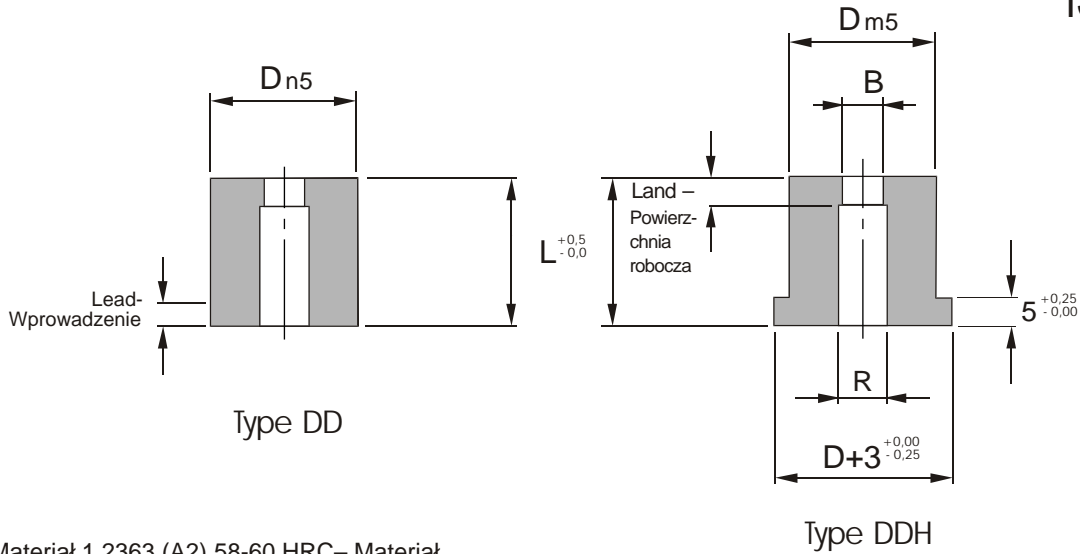 D m5
D n5
B
Land –
Powierz-
chnia
robocza
L +0,5 - 0,0
Lead-
Wprowadzenie
5 +0,25 - 0,00
R
D+3 +0,00 - 0,25
Type DD
Type DDH
Materiał 1.2363 (A2) 58-60 HRC– Materiał